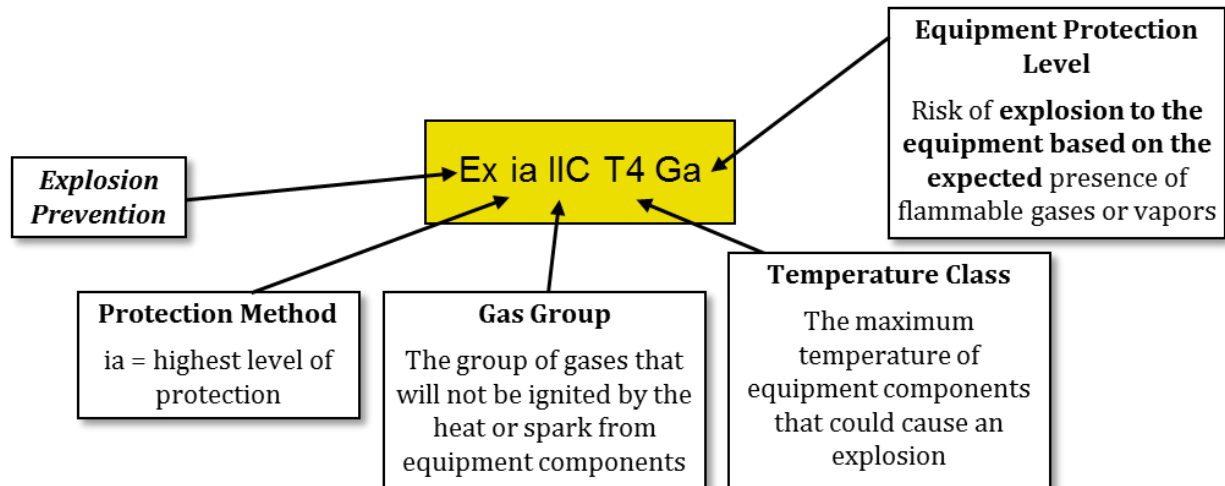 Equipment Protection
Level
Risk of explosion to the
equipment based on the
expected presence of
flammable gases or vapors
Ex ia IIC T4 Ga
Explosion
Prevention
Protection Method
ia = highest level of
protection
Gas Group
The group of gases that
will not be ignited by the
heat or spark from
equipment components
Temperature Class
The maximum
temperature of
equipment components
that could cause an
explosion